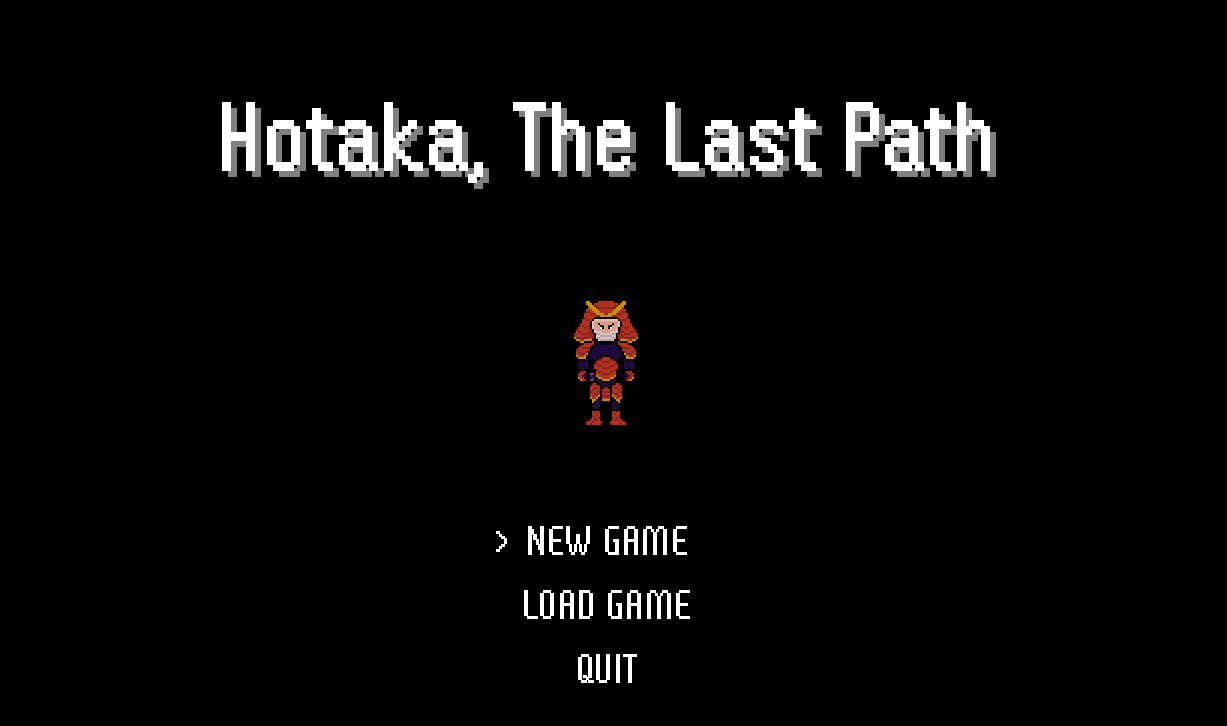 Hotaka, The Last Path
> NEW GAME
LOAD GAME
QUIT